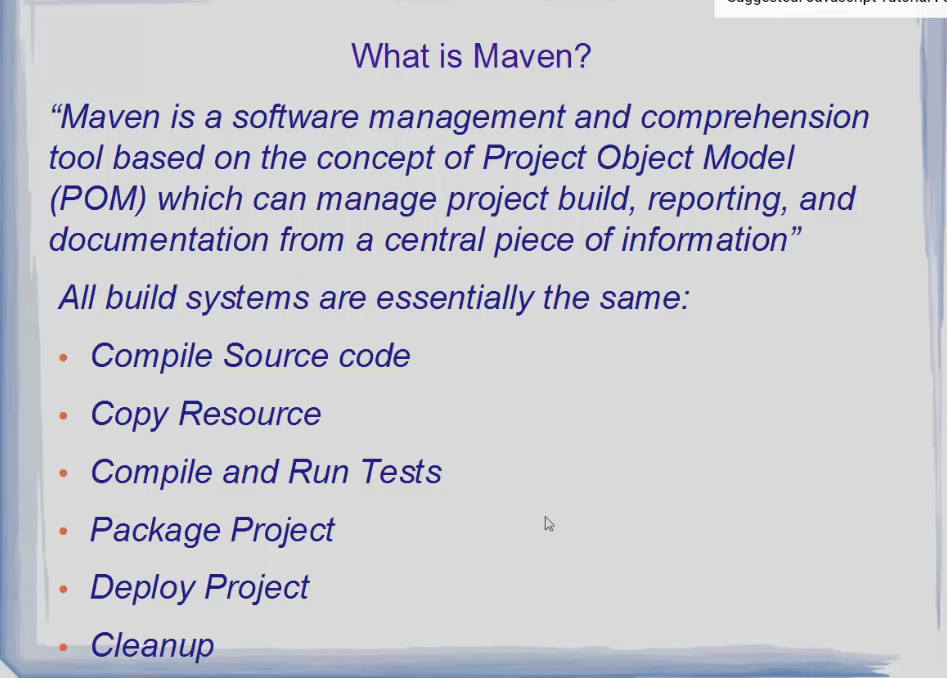 What is Maven?
“Maven is a software management and comprehension
tool based on the concept of Project Object Model
(POM) which can manage project build, reporting, and
documentation from a central piece of information”
All build systems are essentially the same:
• Compile Source code
• Copy Resource
• Compile and Run Tests
• Package Project
• Deploy Project
• Cleanup